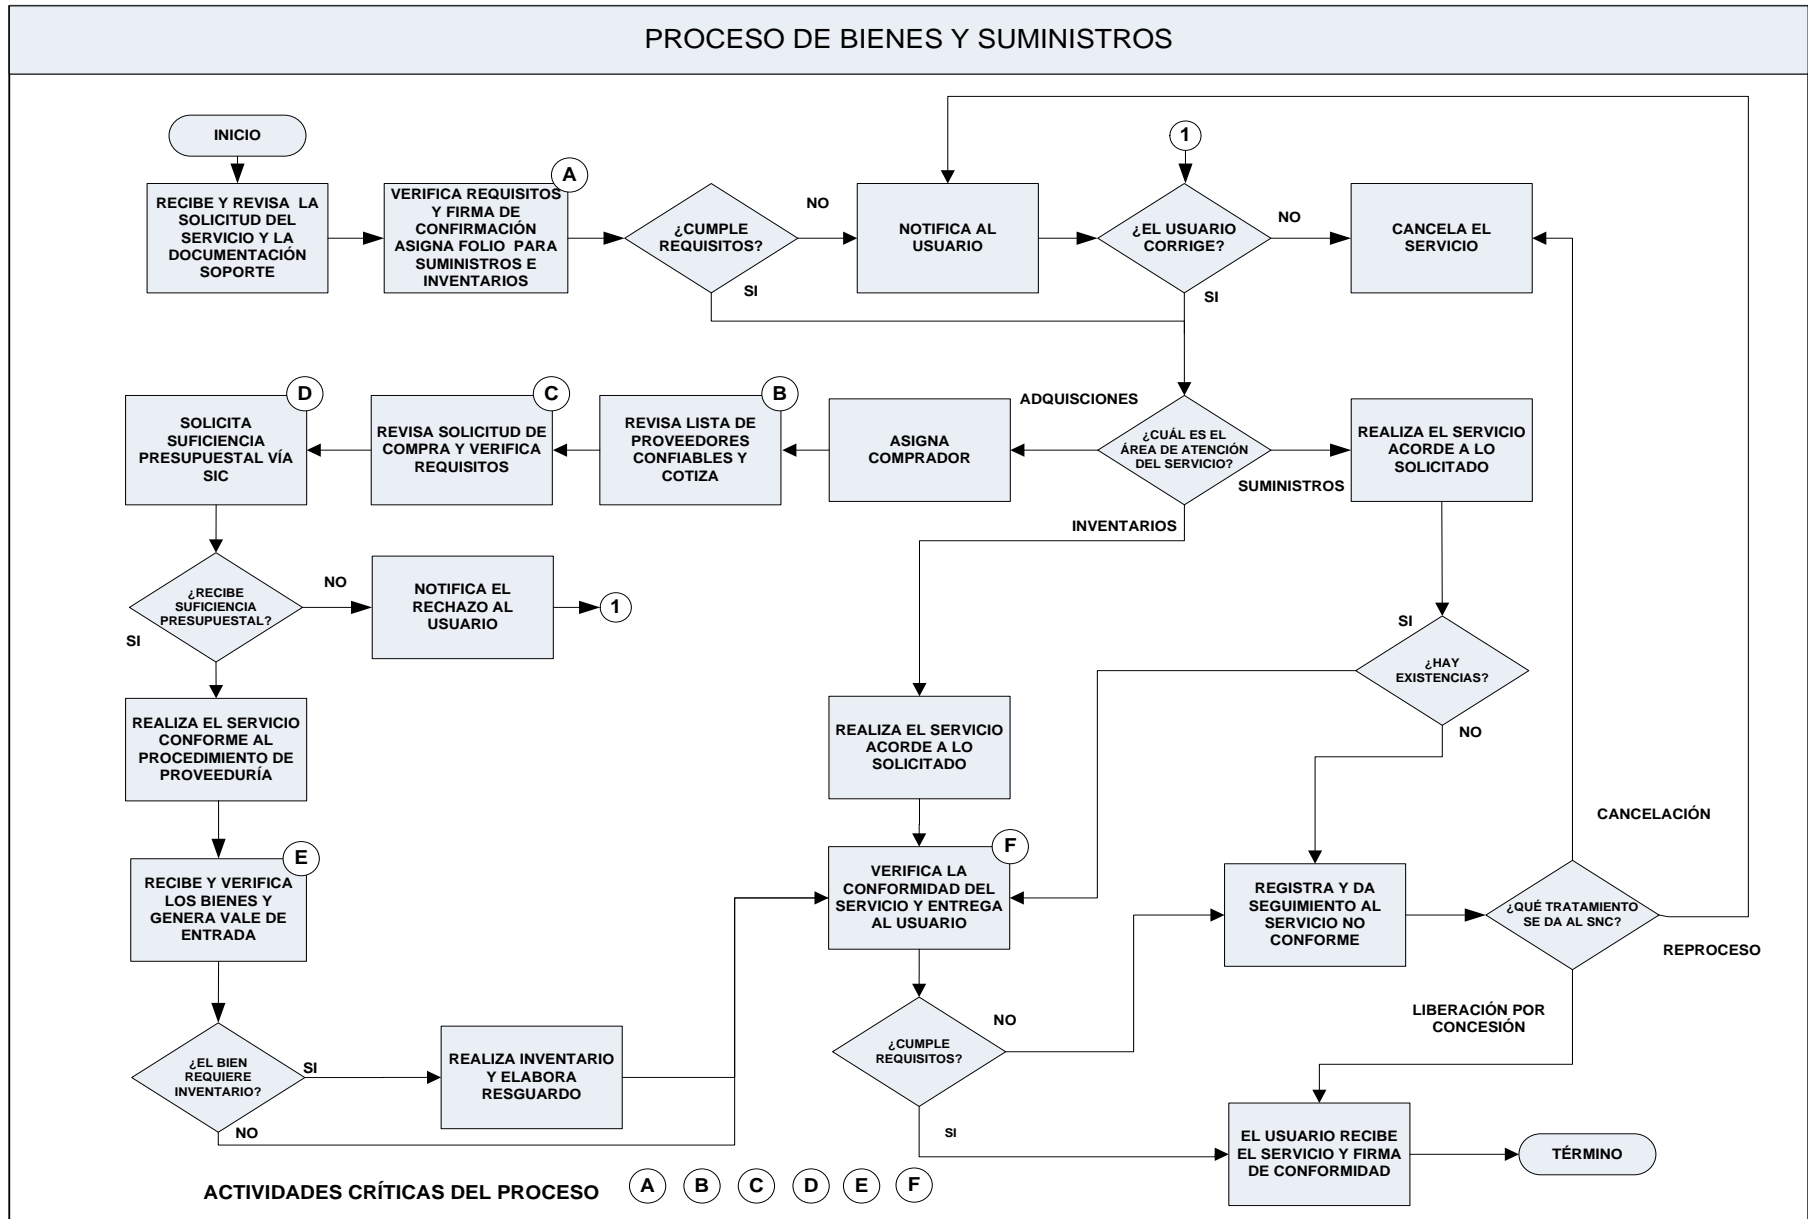 PROCESO DE BIENES Y SUMINISTROS
INICIO
RECIBE Y REVISA LA
SOLICITUD DEL
SERVICIO Y LA
DOCUMENTACIÓN
SOPORTE
A
VERIFICA REQUISITOS
Y FIRMA DE
CONFIRMACIÓN
ASIGNA FOLIO PARA
SUMINISTROS E
INVENTARIOS
¿CUMPLE
REQUISITOS?
NO
SI
NOTIFICA AL
USUARIO
1
¿EL USUARIO
CORRIGE?
NO
SI
CANCELA EL
SERVICIO
D
SOLICITA
SUFICIENCIA
PRESUPUESTAL VÍA
SIC
C
REVISA SOLICITUD DE
COMPRA Y VERIFICA
REQUISITOS
B
REVISA LISTA DE
PROVEEDORES
CONFIABLES Y
COTIZA
ASIGNA
COMPRADOR
ADQUISCIONES
¿CUÁL ES EL
ÁREA DE ATENCIÓN
DEL SERVICIO?
SUMINISTROS
INVENTARIOS
REALIZA EL SERVICIO
ACORDE A LO
SOLICITADO
¿RECIBE
SUFICIENCIA
PRESUPUESTAL?
NO
SI
NOTIFICA EL
RECHAZO AL
USUARIO
1
SI
¿HAY
EXISTENCIAS?
NO
REALIZA EL SERVICIO
CONFORME AL
PROCEDIMIENTO DE
PROVEEDURÍA
REALIZA EL SERVICIO
ACORDE A LO
SOLICITADO
CANCELACIÓN
E
RECIBE Y VERIFICA
LOS BIENES Y
GENERA VALE DE
ENTRADA
F
VERIFICA LA
CONFORMIDAD DEL
SERVICIO Y ENTREGA
AL USUARIO
REGISTRA Y DA
SEGUIMIENTO AL
SERVICIO NO
CONFORME
¿QUÉ TRATAMIENTO
SE DA AL SNC?
REPROCESO
LIBERACIÓN POR
CONCESIÓN
¿EL BIEN
REQUIERE
INVENTARIO?
SI
NO
REALIZA INVENTARIO
Y ELABORA
RESGUARDO
¿CUMPLE
REQUISITOS?
NO
SI
EL USUARIO RECIBE
EL SERVICIO Y FIRMA
DE CONFORMIDAD
TÉRMINO
ACTIVIDADES CRÍTICAS DEL PROCESO A B C D E F